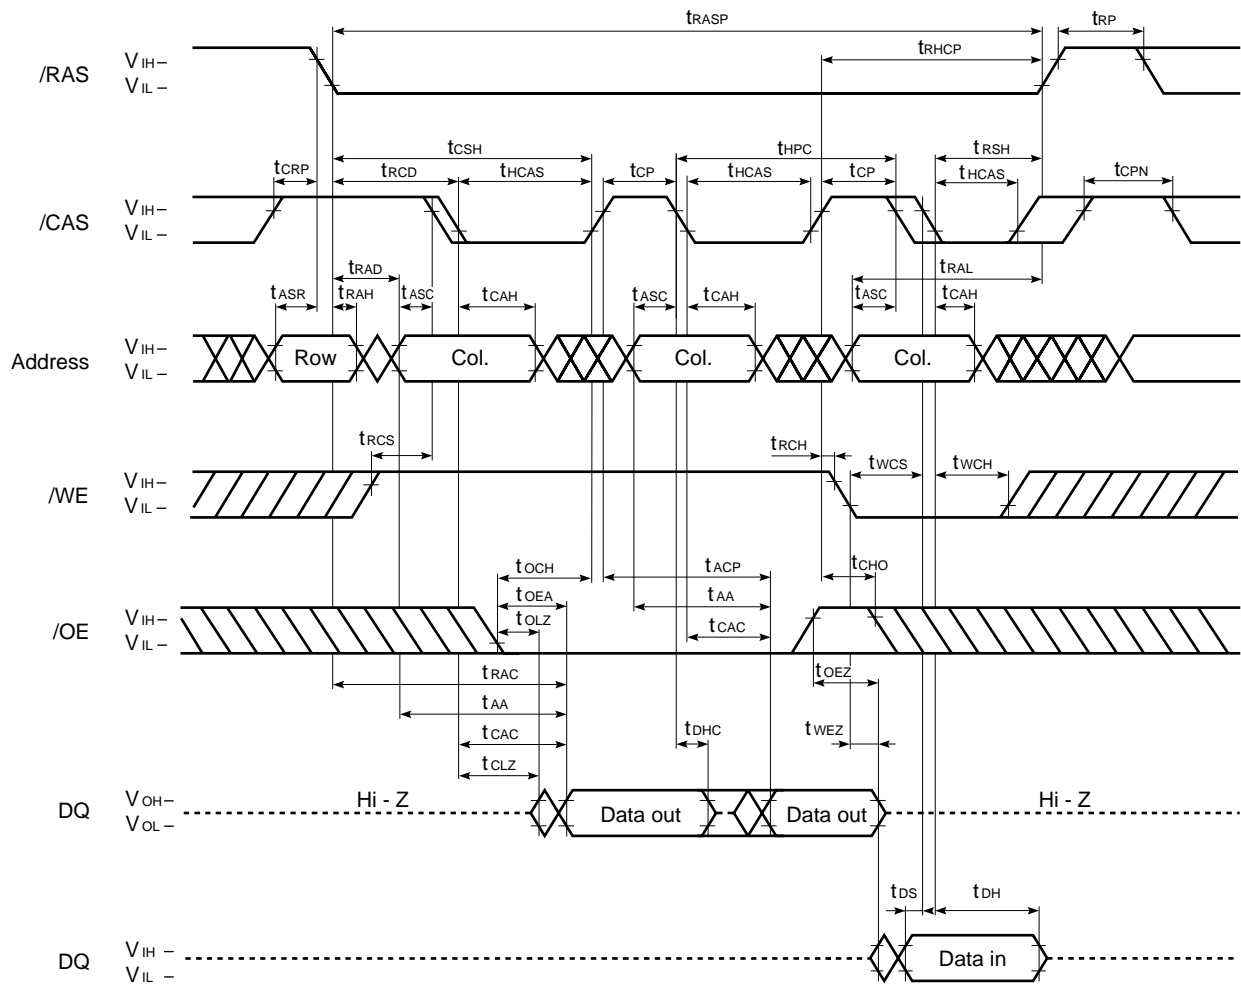 tRASP
tRP
tRHCP
/RAS
VIH–
VIL–
tCSH
tHPC
tRSH
tCRP
tRCD
tHCAS
tCP
tHCAS
tCP
tHCAS
tCPN
/CAS
VIH–
VIL–
tRAD
tRAL
tASR
tRAH
tASC
tCAH
tASC
tCAH
tASC
tCAH
Address
VIH–
VIL–
Row
Col.
Col.
Col.
tRCS
tRCH
tWCS
tWCH
/WE
VIH–
VIL–
tOCH
tACP
tCHO
tOEA
tAA
tOLZ
tCAC
/OE
VIH–
VIL–
tRAC
tOEZ
tAA
tCAC
tDHC
tWEZ
tCLZ
DQ
VOH–
VOL–
Hi - Z
Data out
Data out
Hi - Z
tDS
tDH
DQ
VIH –
VIL –
Data in